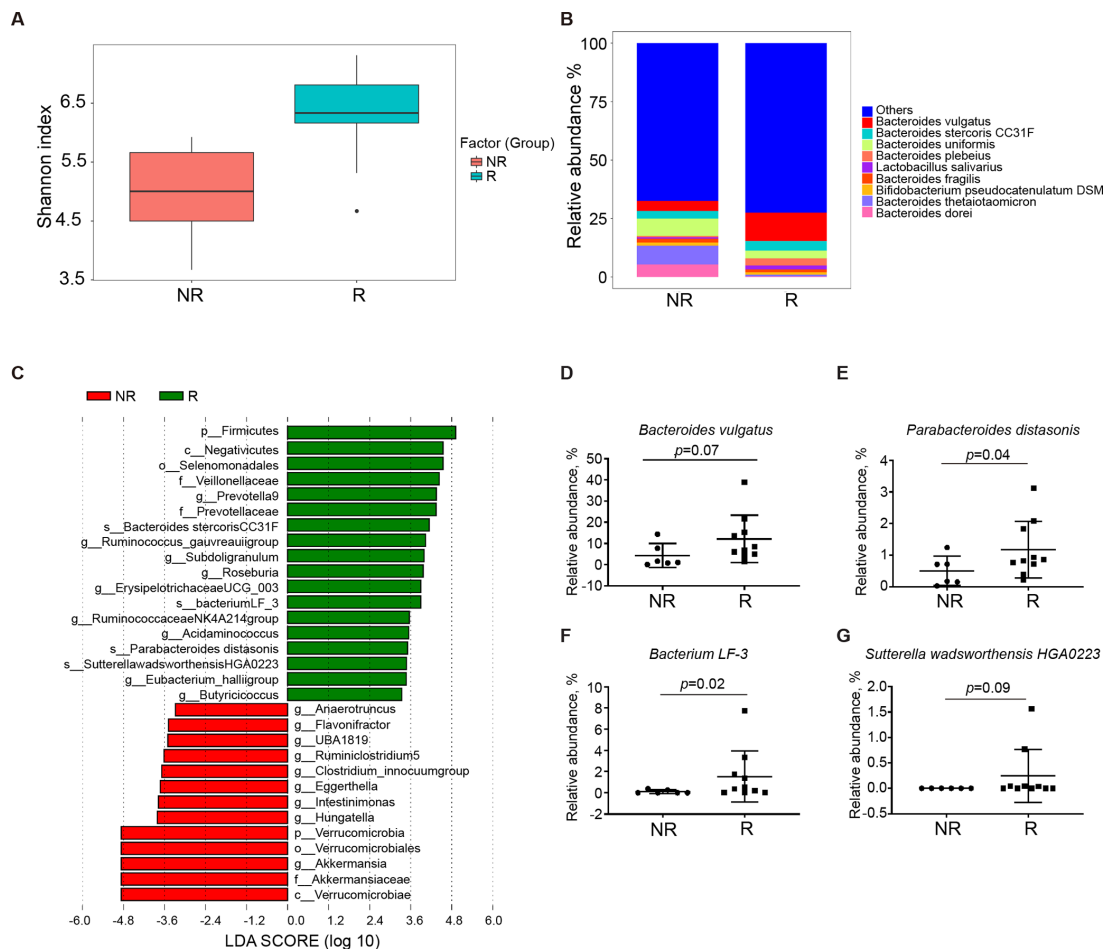 A
Shannon index
6.5
5.5
4.5
3.5
NR
R
Factor (Group)
NR
R
B
Relative abundance %
100
75
50
25
0
NR
R
Others
Bacteroides vulgatus
Bacteroides stercoris CC31F
Bacteroides uniformis
Bacteroides plebeius
Lactobacillus salivarius
Bacteroides fragilis
Bifidobacterium pseudocatenulatum DSM
Bacteroides thetaiotaomicron
Bacteroides dorei
C
NR
R
p__Firmicutes
c__Negativicutes
o__Selenomonadales
f__Veillonellaceae
g__Prevotella9
f__Prevotellaceae
s__Bacteroides stercorisCC31F
g__Ruminococcus_gauvreauiigroup
g__Subdoligranulum
g__Roseburia
g__ErysipelotrichaceaeUCG_003
s__bacteriumLF_3
g__RuminococcaceaeNK4A214group
g__Acidaminococcus
s__Parabacteroides distasonis
s__SutterellawadsworthensisHGA0223
g__Eubacterium_halliigroup
g__Butyricicoccus
g__Anaerotruncus
g__Flavonifractor
g__UBA1819
g__Ruminiclostridium5
g__Clostridium_innocuumgroup
g__Eggerthella
g__Intestinimonas
g__Hungatella
p__Verrucomicrobia
o__Verrucomicrobiales
g__Akkermansia
f__Akkermansiaceae
c__Verrucomicrobiae
-6.0 -4.8 -3.6 -2.4 -1.2 0.0 1.2 2.4 3.6 4.8 6.0
LDA SCORE (log 10)
D
Bacteroides vulgatus
p=0.07
Relative abundance, %
50
40
30
20
10
0
-10
NR
R
E
Parabacteroides distasonis
p=0.04
Relative abundance, %
4
3
2
1
0
NR
R
F
Bacterium LF-3
p=0.02
Relative abundance, %
10
8
6
4
2
0
-2
NR
R
G
Sutterella wadsworthensis HGA0223
p=0.09
Relative abundance, %
2.0
1.5
1.0
0.5
0.0
-0.5
NR
R